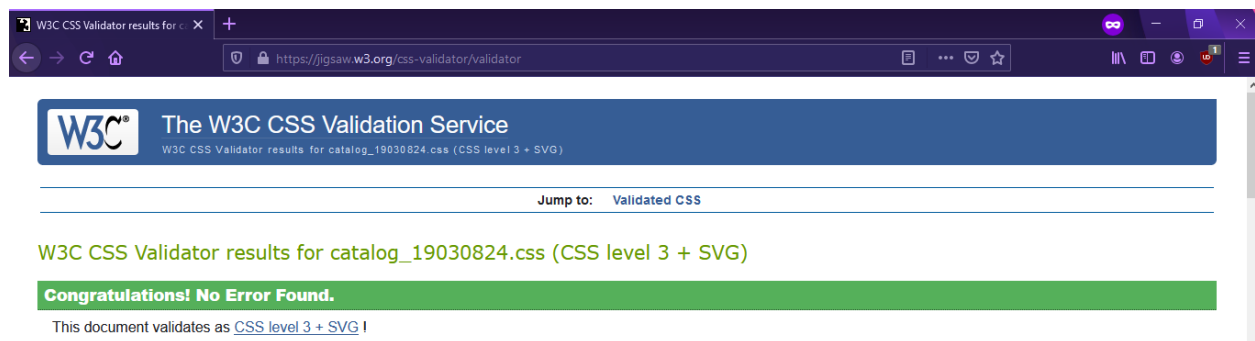 W3C CSS Validator results for c
https://jigsaw.w3.org/css-validator/validator
1
W3C®
The W3C CSS Validation Service
W3C CSS Validator results for catalog_19030824.css (CSS level 3 + SVG)
Jump to: Validated CSS
W3C CSS Validator results for catalog_19030824.css (CSS level 3 + SVG)
Congratulations! No Error Found.
This document validates as CSS level 3 + SVG !